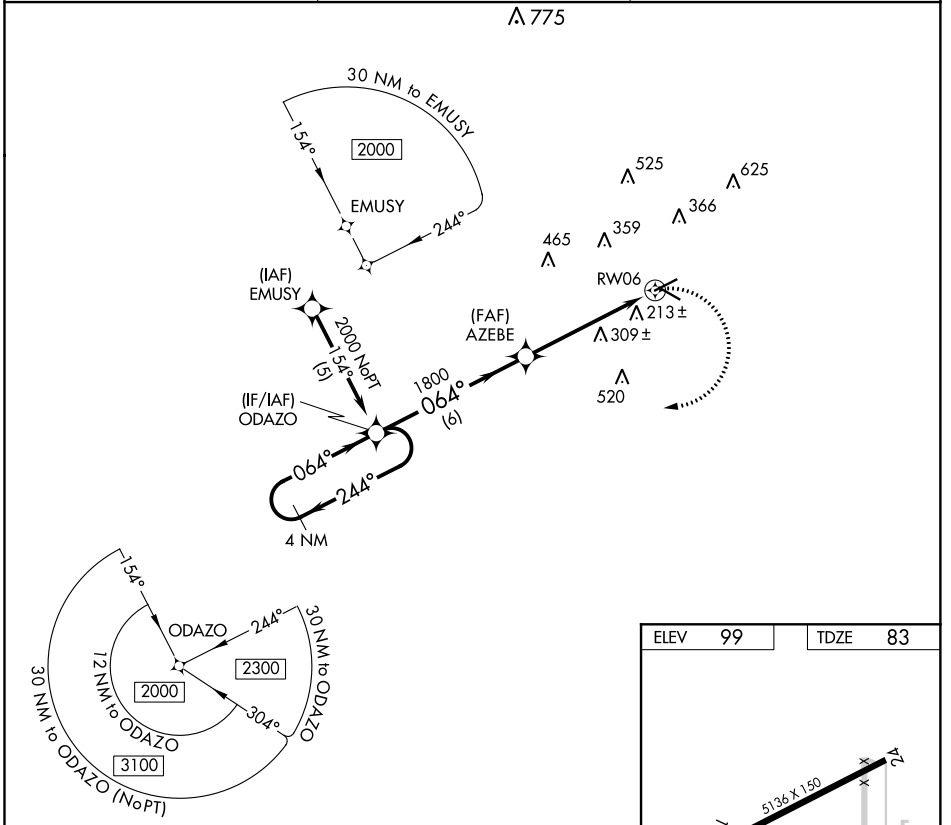 775
30 NM to EMUSY
154°
2000
EMUSY
244°
525
625
366
359
465
RW06
(IAF)
EMUSY
2000 NoPT
154°
(5)
(FAF)
AZEBE
213±
309±
520
1800
064°
(6)
(IF/IAF)
ODAZO
064°
244°
4 NM
154°
ODAZO
244°
30 NM to ODAZO
2300
12 NM to ODAZO
2000
304°
30 NM to ODAZO (NoPT)
3100
ELEV 99
TDZE 83
24
X
X
5136 X 150